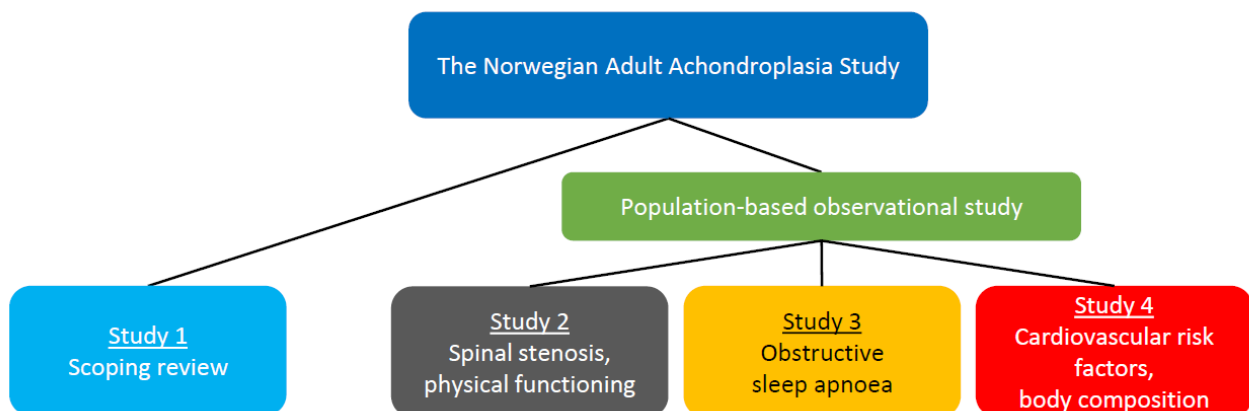 The Norwegian Adult Achondroplasia Study
Population-based observational study
Study 1
Scoping review
Study 2
Spinal stenosis,
physical functioning
Study 3
Obstructive
sleep apnoea
Study 4
Cardiovascular risk
factors,
body composition